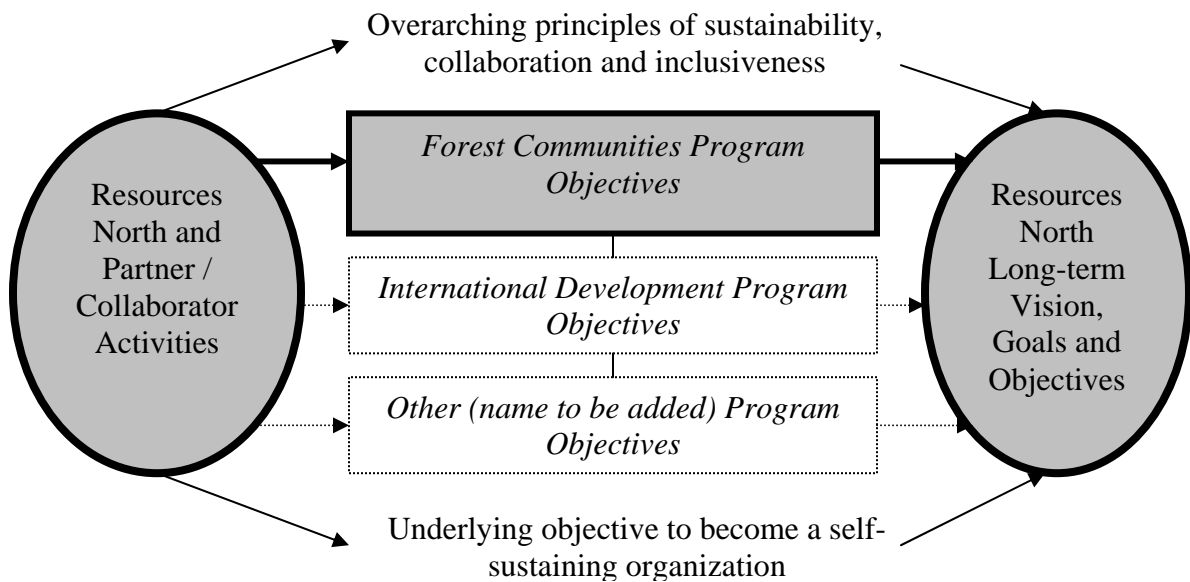 Overarching principles of sustainability,
collaboration and inclusiveness
Resources
North and
Partner /
Collaborator
Activities
Forest Communities Program
Objectives
International Development Program
Objectives
Other (name to be added) Program
Objectives
Resources
North
Long-term
Vision,
Goals and
Objectives
Underlying objective to become a self-
sustaining organization